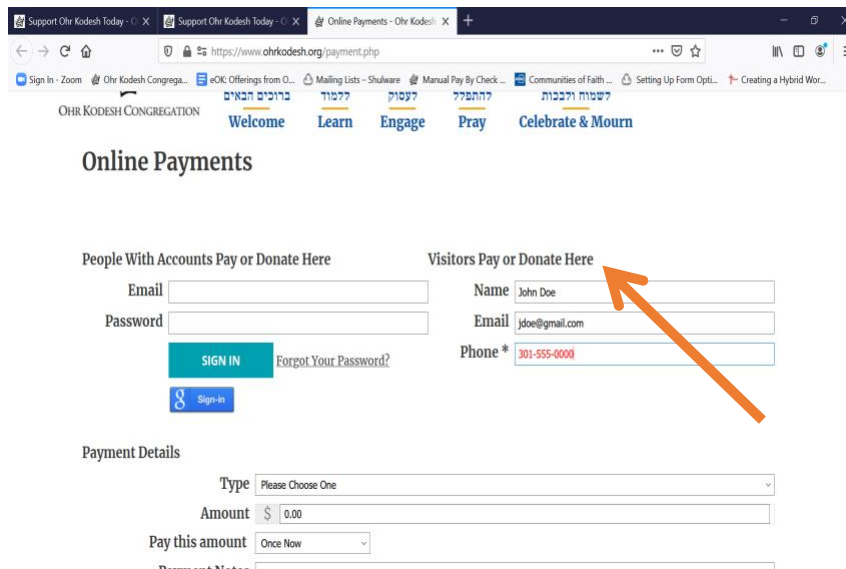 Support Ohr Kodesh Today - O X Support Ohr Kodesh Today - O X Online Payments - Ohr Kodesh X +
https://www.ohrkodesh.org/payment.php
Sign In - Zoom Ohr Kodesh Congrega... eOK: Offerings from O... Mailing Lists – Shulware Manual Pay By Check ... Communities of Faith ... Setting Up Form Opti... Creating a Hybrid Wor...
ברוכים הבאים ללמוד לעסוק להתפלל לשמוח ולבכות
OHR KODESH CONGREGATION Welcome Learn Engage Pray Celebrate & Mourn
Online Payments
People With Accounts Pay or Donate Here Visitors Pay or Donate Here
Email Name John Doe
Password Email jdoe@gmail.com
SIGN IN Forgot Your Password? Phone * 301-555-0000
g Sign-in
Payment Details
Type Please Choose One
Amount $ 0.00
Pay this amount Once Now
Payment Notes